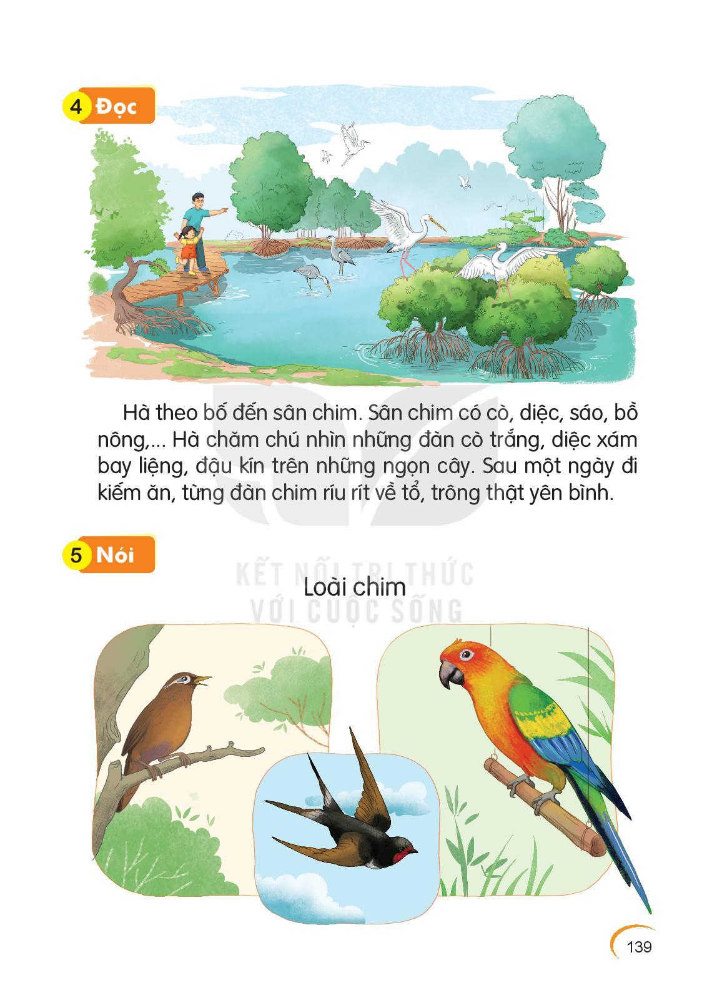 4 Đọc
Hà theo bố đến sân chim. Sân chim có cò, diệc, sáo, bồ
nông,... Hà chăm chú nhìn những đàn cò trắng, diệc xám
bay liệng, đậu kín trên những ngọn cây. Sau một ngày đi
kiếm ăn, từng đàn chim ríu rít về tổ, trông thật yên bình.
5 Nói
KẾT NỐI TRI THỨC
Loài chim
VỚI CUỘC SỐNG
139